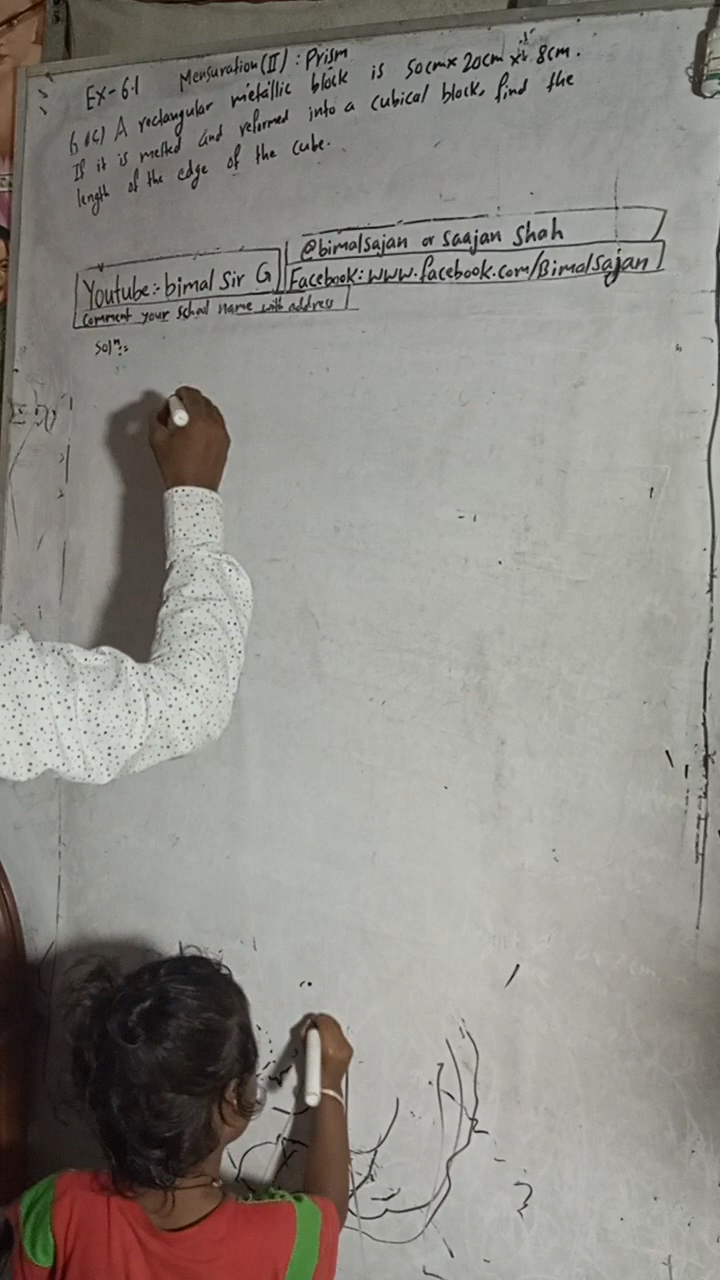 Ex-6.1 Mensuration (II) : Prism
6.(c) A rectangular metallic block is 50cm× 20cm × 8cm.
If it is melted and reformed into a cubical block, find the
length of the edge of the cube.
@bimalsajan or Saajan Shah
Youtube:- bimal Sir G
Facebook: www.facebook.com/BimalSajan
Comment your School name with address
Solⁿ:=